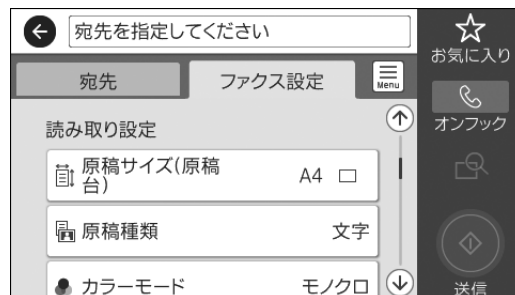 宛先を指定してください
お気に入り
宛先
ファクス設定
Menu
オンフック
読み取り設定
原稿サイズ(原稿
台)
A4
原稿種類
文字
カラーモード
モノクロ
送信